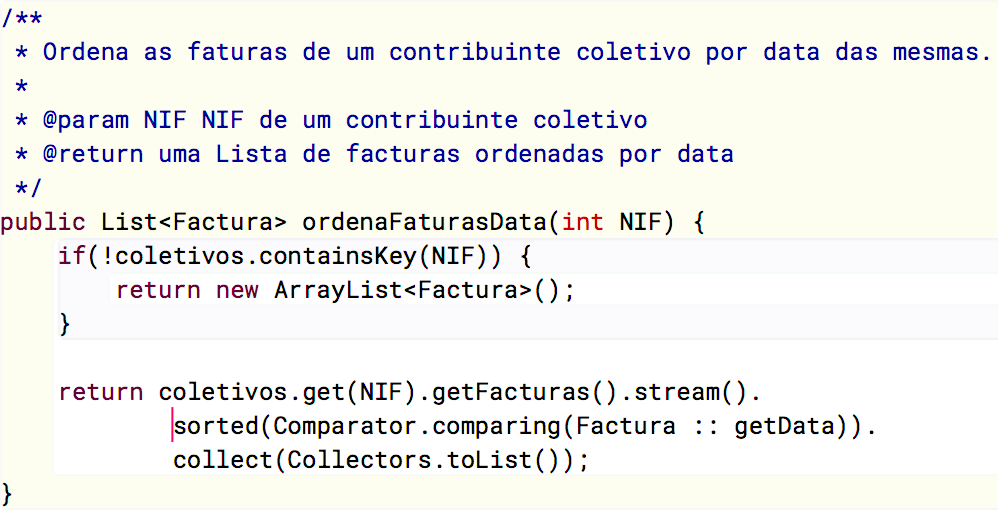 /**
 * Ordena as faturas de um contribuinte coletivo por data das mesmas.
 *
 * @param NIF NIF de um contribuinte coletivo
 * @return uma Lista de facturas ordenadas por data
 */
public List<Factura> ordenaFaturasData(int NIF) {
    if(!coletivos.containsKey(NIF)) {
        return new ArrayList<Factura>();
    }

    return coletivos.get(NIF).getFacturas().stream().
            sorted(Comparator.comparing(Factura :: getData)).
            collect(Collectors.toList());
}